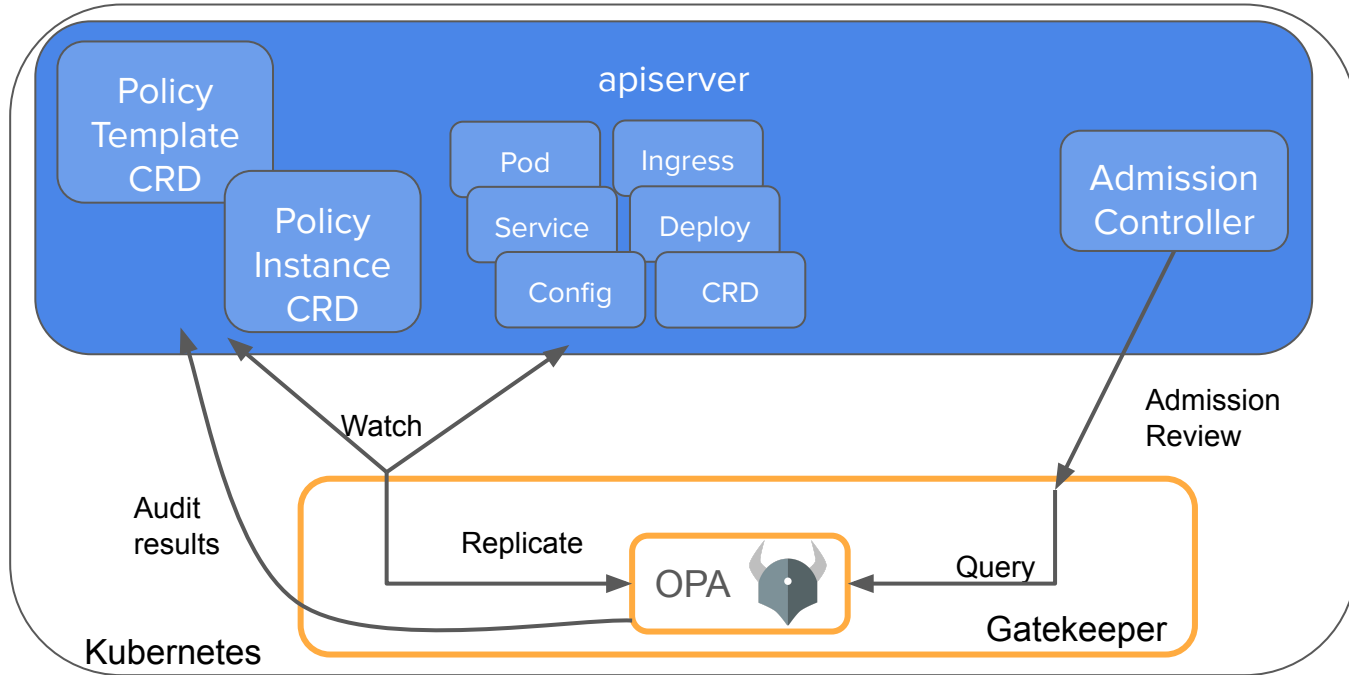 apiserver
Policy
Template
CRD
Policy
Instance
CRD
Pod
Ingress
Service
Deploy
Config
CRD
Admission
Controller
Watch
Admission
Review
Audit
results
Replicate
OPA
Query
Gatekeeper
Kubernetes